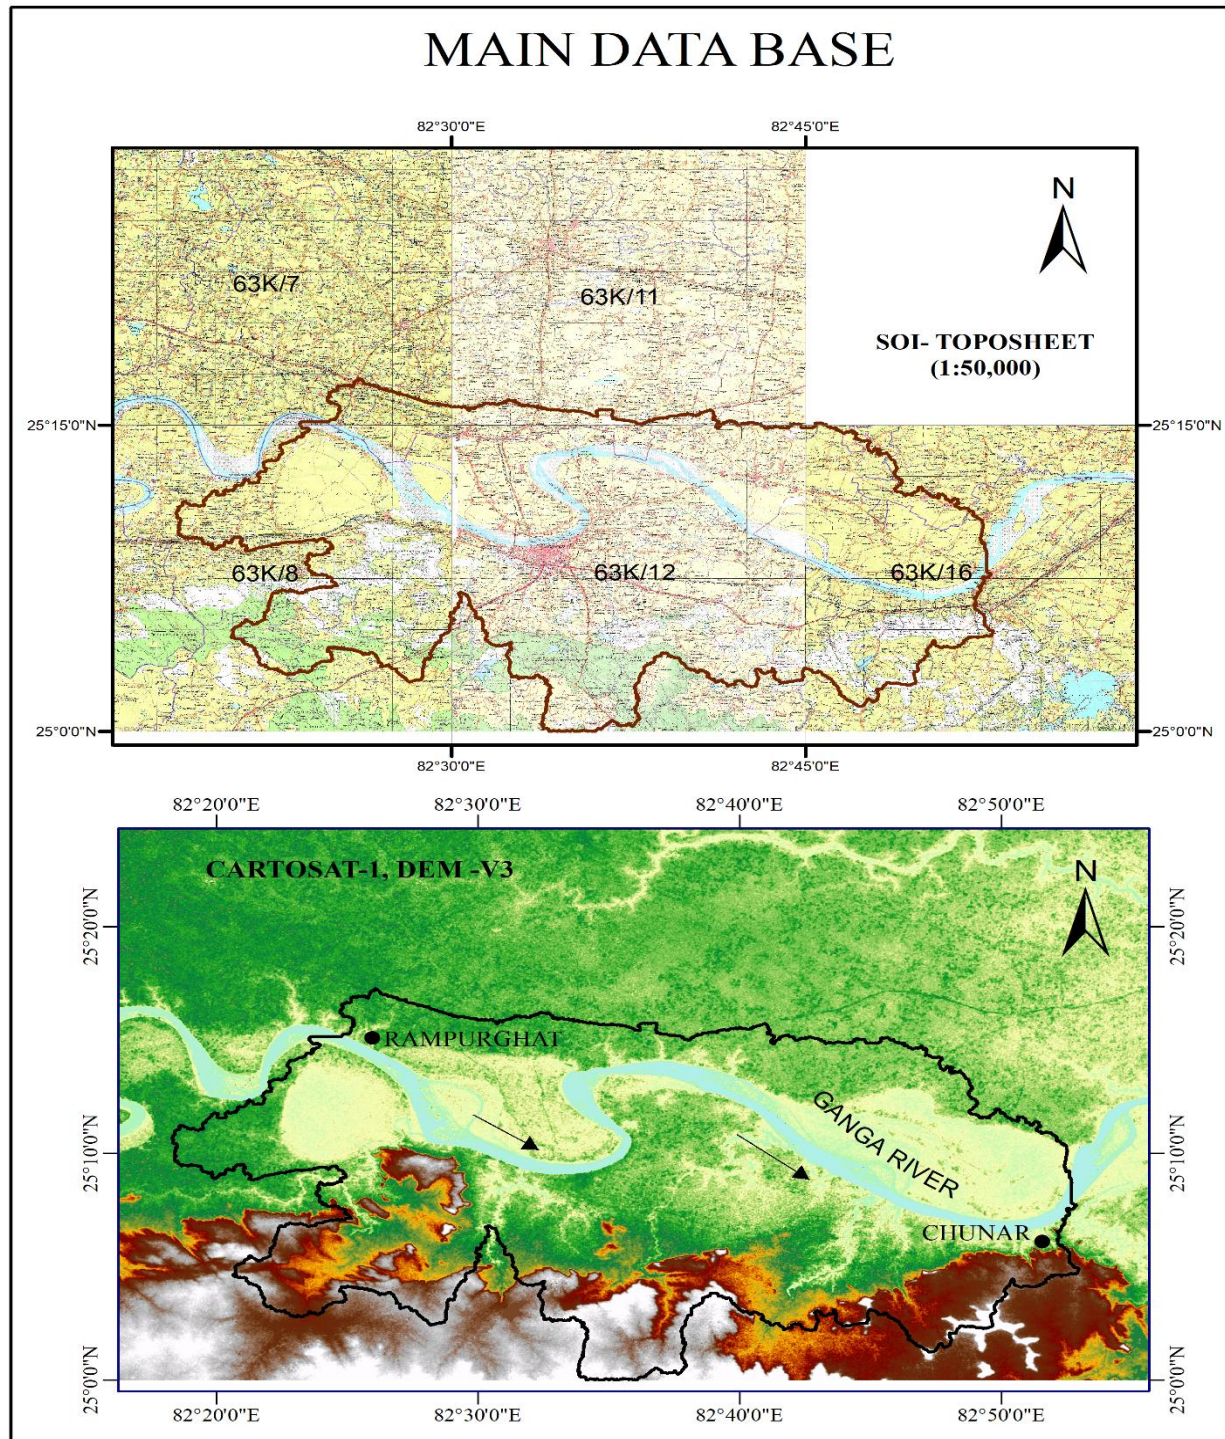 MAIN DATA BASE
82°30'0"E 82°45'0"E
N
63K/7
63K/11
SOI- TOPOSHEET
(1:50,000)
25°15'0"N 25°15'0"N
63K/8 63K/12 63K/16
25°0'0"N 25°0'0"N
82°30'0"E 82°45'0"E
82°20'0"E 82°30'0"E 82°40'0"E 82°50'0"E
CARTOSAT-1, DEM -V3
N
25°20'0"N 25°20'0"N
RAMPURGHAT
GANGA RIVER
25°10'0"N 25°10'0"N
CHUNAR
25°0'0"N 25°0'0"N
82°20'0"E 82°30'0"E 82°40'0"E 82°50'0"E